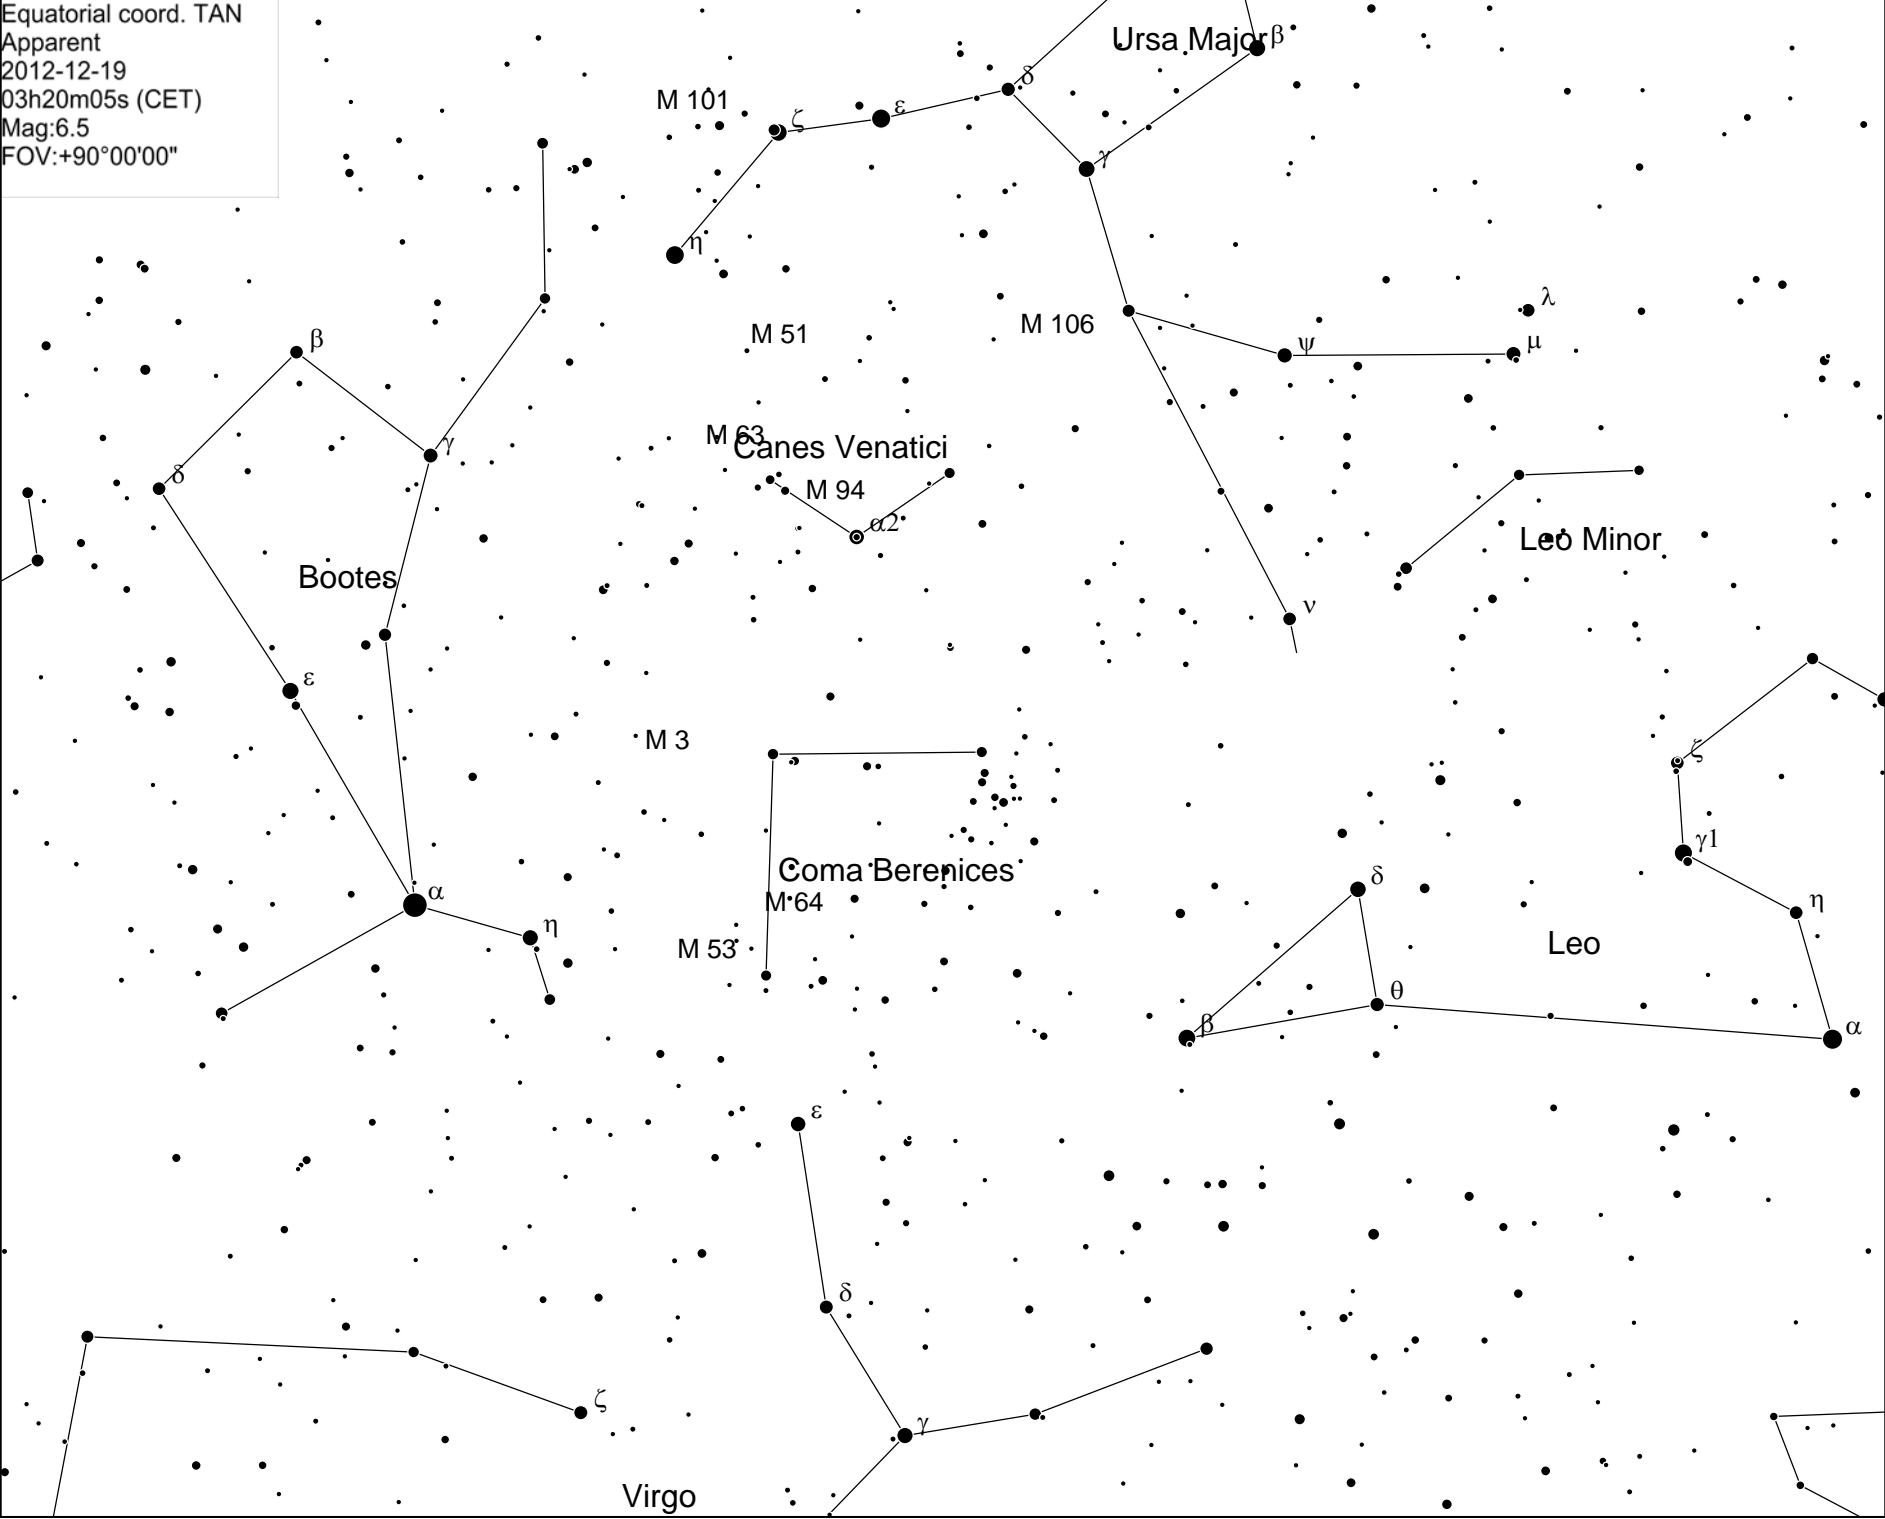 Equatorial coord. TAN
Apparent
2012-12-19
03h20m05s (CET)
Mag:6.5
FOV:+90°00'00"
Ursa Major β
δ
M 101
ζ
ε
γ
η
λ
M 51
M 106
β
ψ
μ
M 63
γ
Canes Venatici
δ
M 94
α2
Leo Minor
Bootes
ν
ε
M 3
ζ
γ1
Coma Berenices
δ
α
M 64
η
η
M 53
Leo
θ
β
α
ε
δ
ζ
γ
Virgo